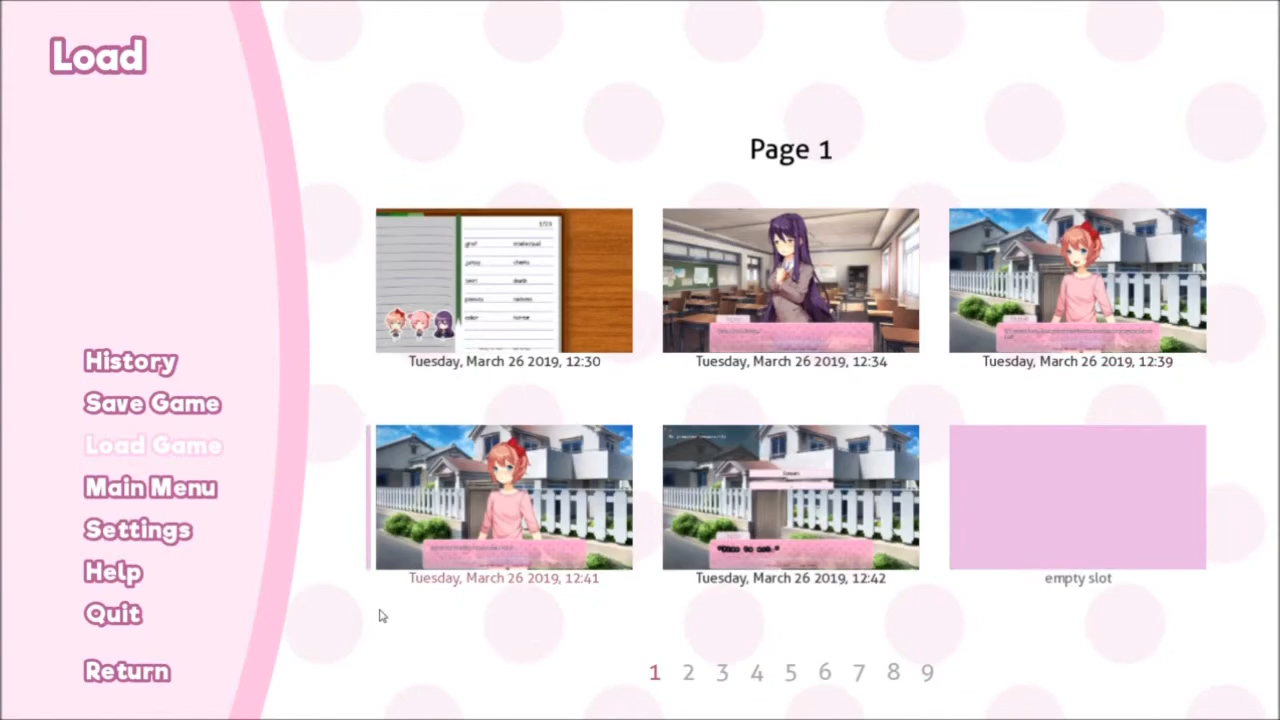 Load
Page 1
1/20
Tuesday, March 26 2019, 12:30
Tuesday, March 26 2019, 12:34
Tuesday, March 26 2019, 12:39
History
Save Game
Load Game
Main Menu
Settings
Help
Quit
Return
Tuesday, March 26 2019, 12:41
Tuesday, March 26 2019, 12:42
empty slot
1 2 3 4 5 6 7 8 9